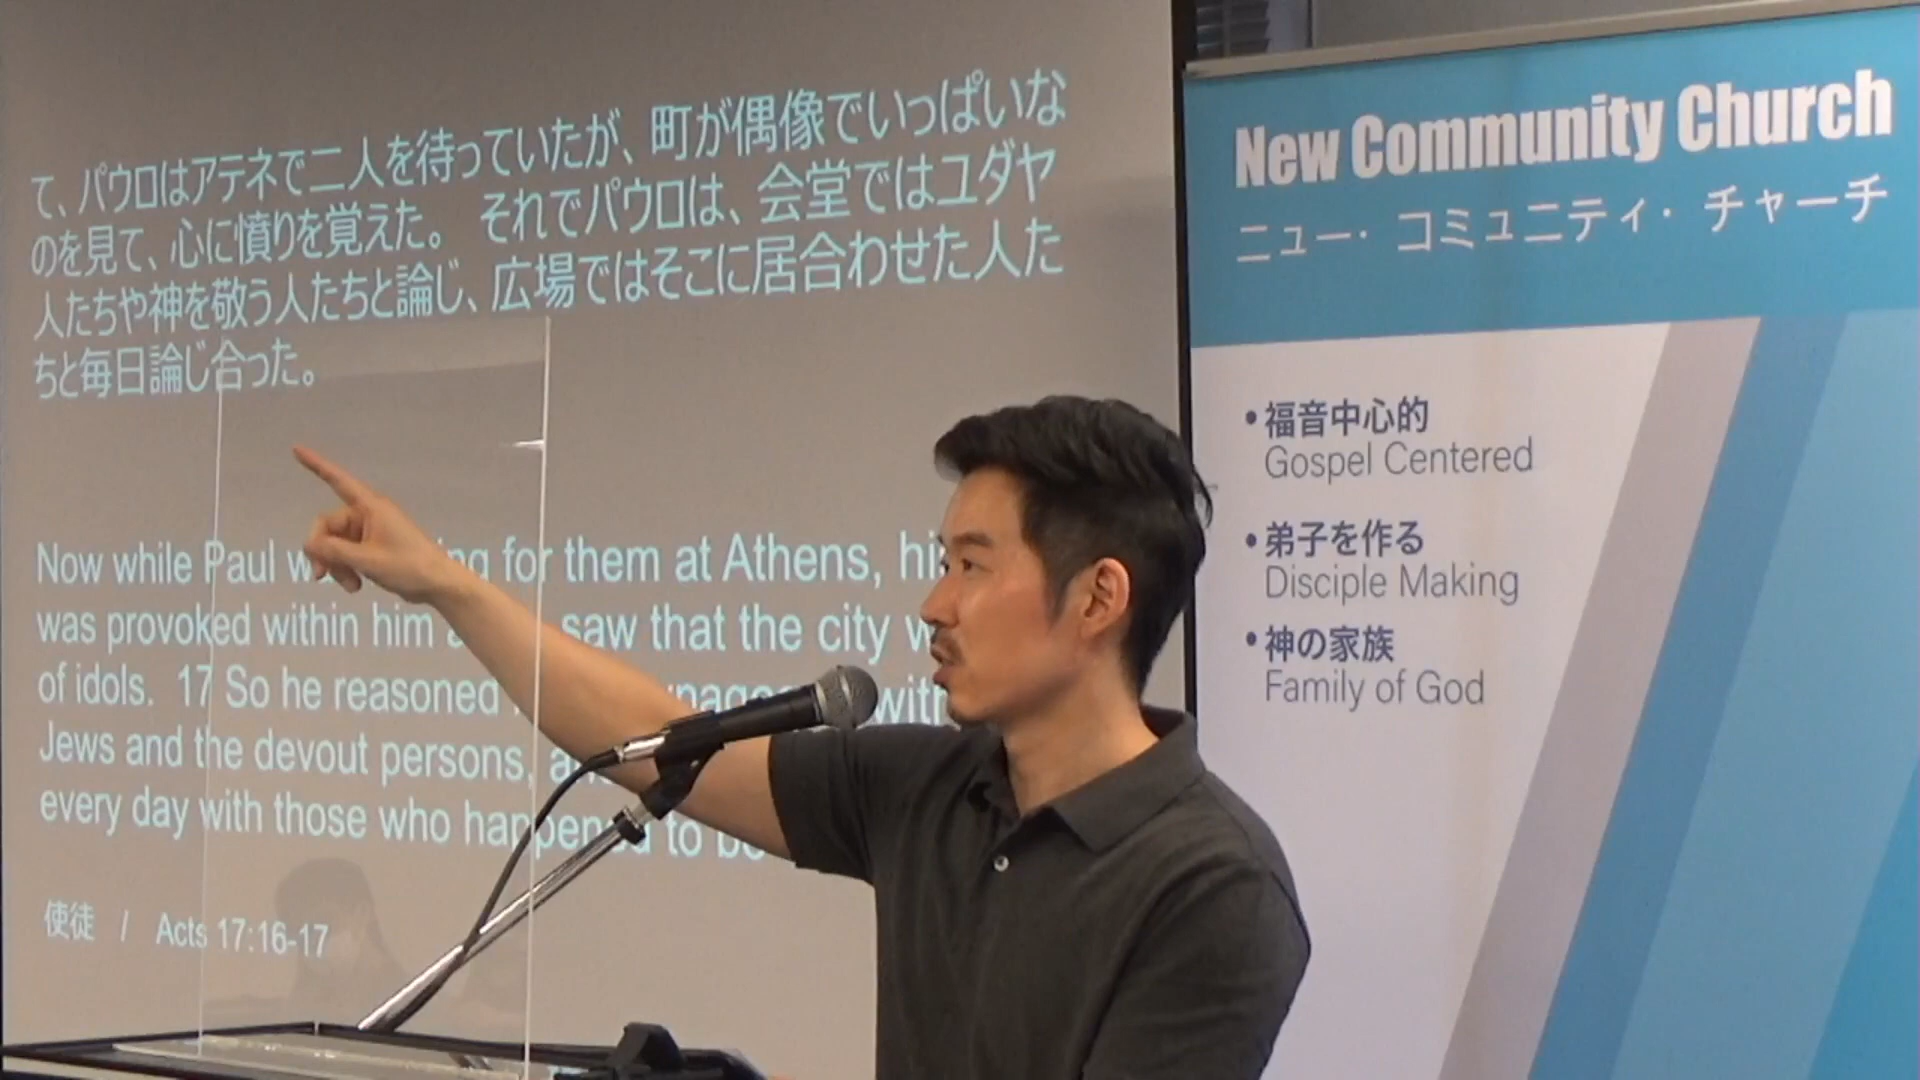 て、パウロはアテネで二人を待っていたが、町が偶像でいっぱいな
のを見て、心に憤りを覚えた。 それでパウロは、会堂ではユダヤ
人たちや神を敬う人たちと論じ、広場ではそこに居合わせた人た
ちと毎日論じ合った。
Now while Paul for them at Athens,
was provoked within him saw that the city
of idols. 17 So he reasoned with
Jews and the devout persons,
every day with those who happened to
使徒 / Acts 17:16-17
New Community Church
ニュー・コミュニティ・チャーチ
•福音中心的
Gospel Centered
•弟子を作る
Disciple Making
•神の家族
Family of God